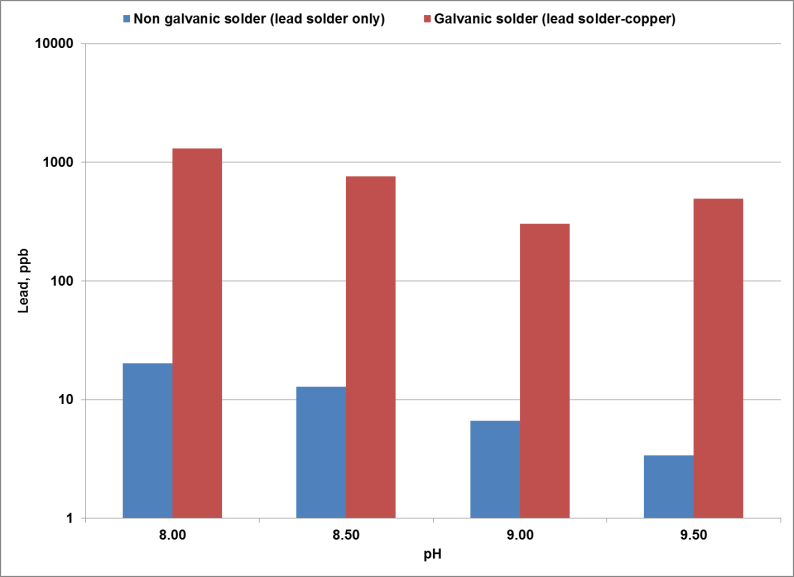 Non galvanic solder (lead solder only) Galvanic solder (lead solder-copper)
10000
1000
100
10
1
Lead, ppb
8.00 8.50 9.00 9.50
pH